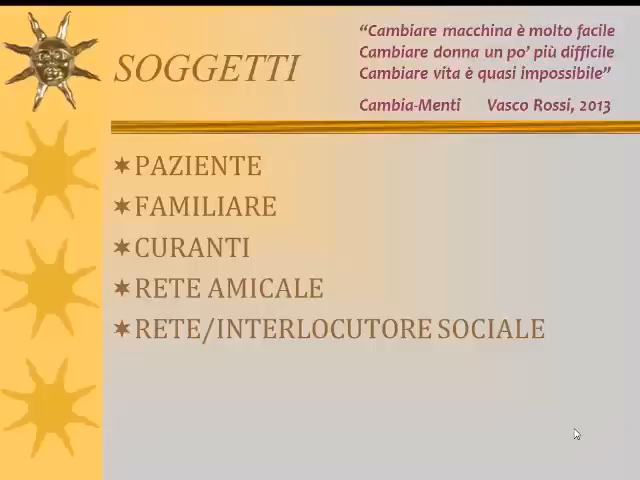 SOGGETTI
“Cambiare macchina è molto facile
Cambiare donna un po’ più difficile
Cambiare vita è quasi impossibile”
Cambia-Menti Vasco Rossi, 2013
PAZIENTE
FAMILIARE
CURANTI
RETE AMICALE
RETE/INTERLOCUTORE SOCIALE